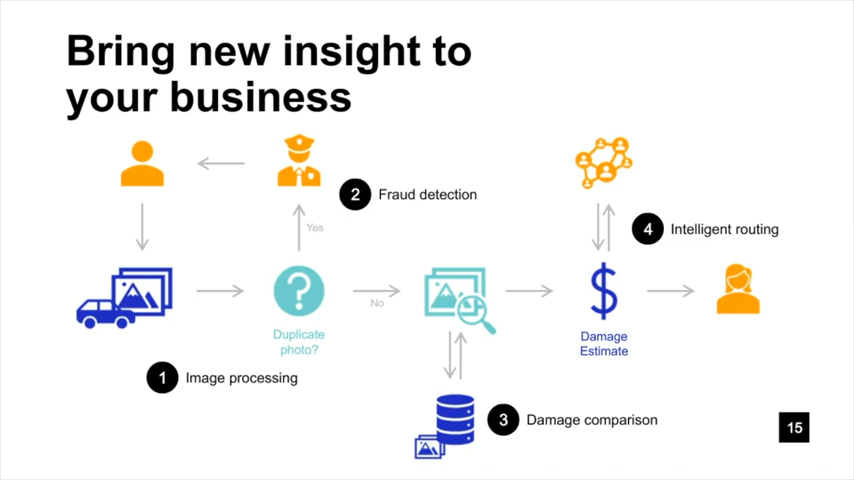 Bring new insight to
your business
2 Fraud detection
Yes
4 Intelligent routing
?
$
No
Duplicate
photo?
Damage
Estimate
1 Image processing
3 Damage comparison
15